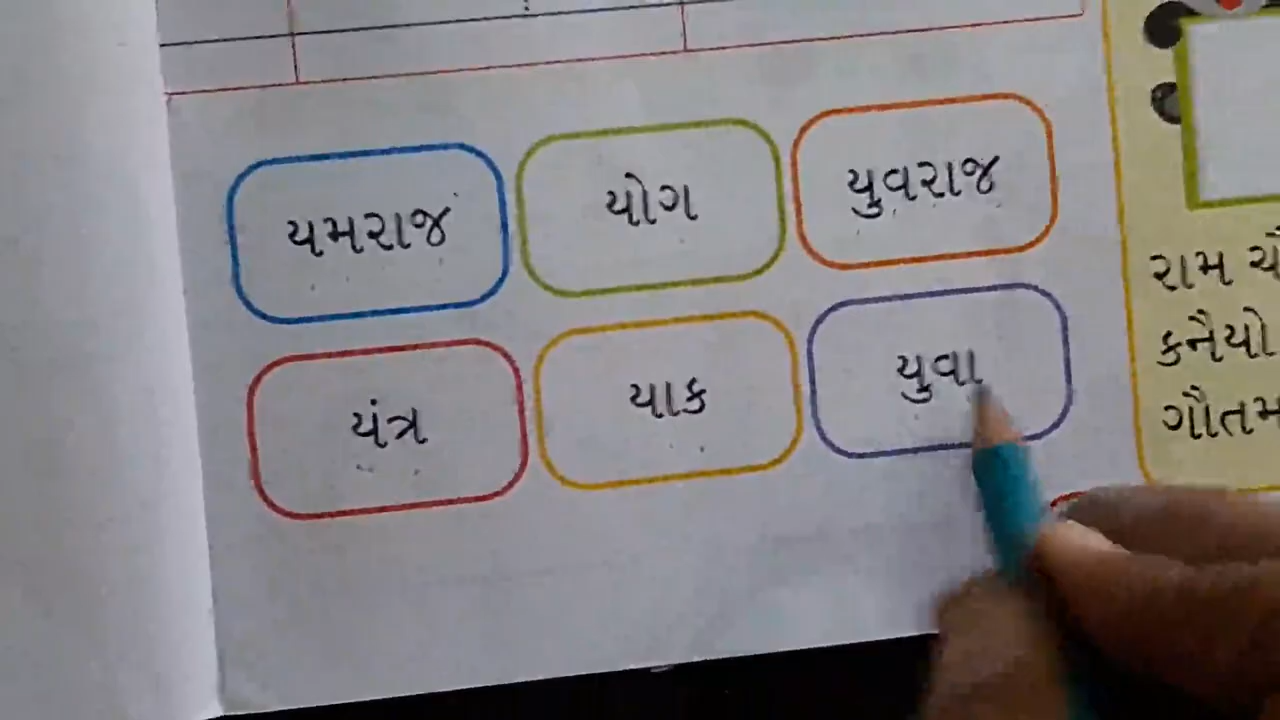 યમરાજ યોગ યુવરાજ
યંત્ર યાક યુવા
રામ
કનૈયો
ગૌતમ